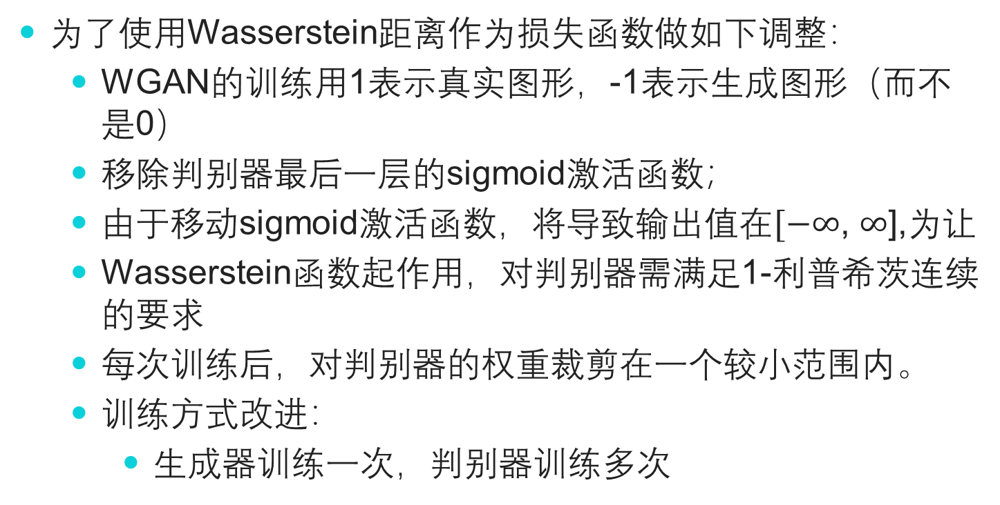 为了使用Wasserstein距离作为损失函数做如下调整：
WGAN的训练用1表示真实图形，-1表示生成图形（而不
是0）
移除判别器最后一层的sigmoid激活函数；
由于移动sigmoid激活函数，将导致输出值在[−∞, ∞],为让
Wasserstein函数起作用，对判别器需满足1-利普希茨连续
的要求
每次训练后，对判别器的权重裁剪在一个较小范围内。
训练方式改进：
生成器训练一次，判别器训练多次